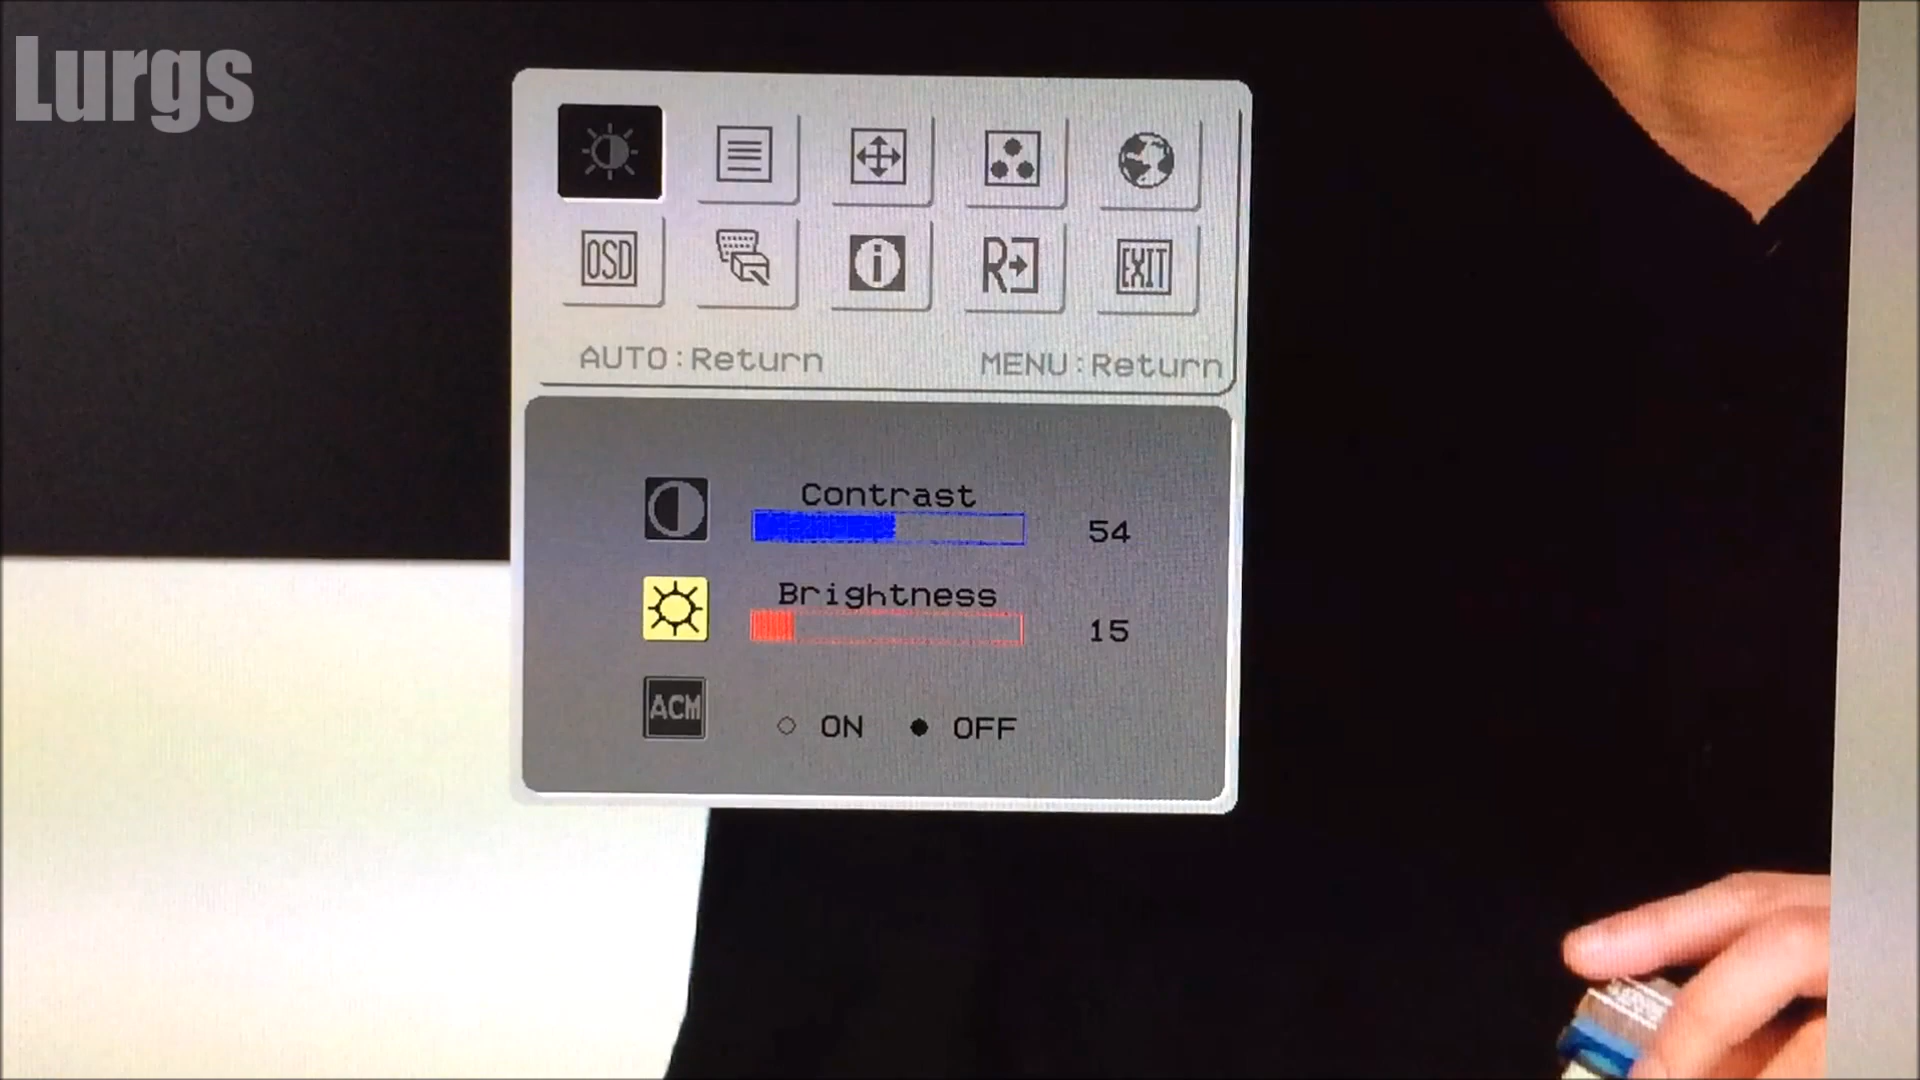 Lurgs
OSD
i
R
EXIT
AUTO:Return
MENU:Return
Contrast
54
Brightness
15
ACM
ON
OFF